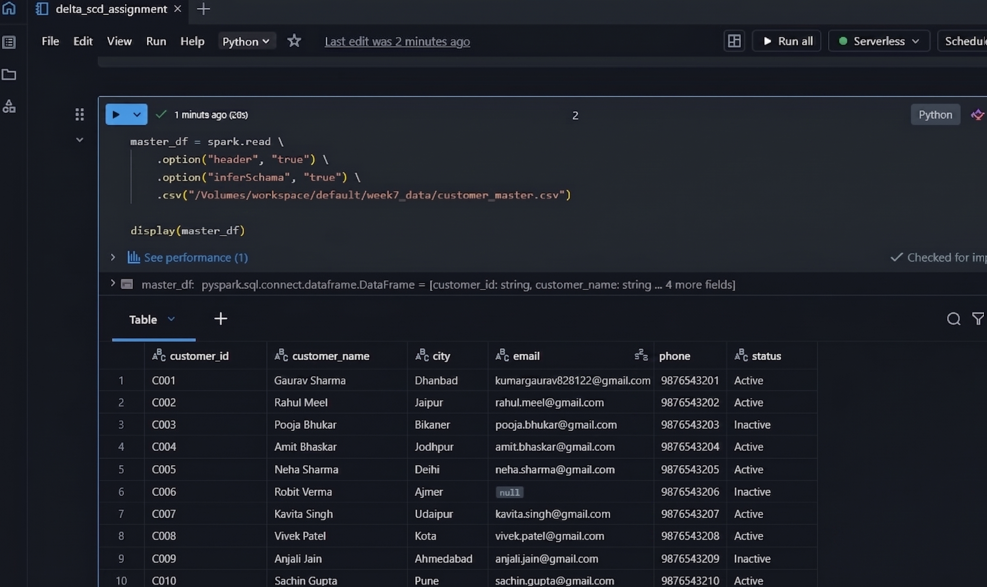 delta_scd_assignment
File Edit View Run Help Python Last edit was 2 minutes ago Run all Serverless Schedu
1 minute ago (20s) 2 Python
master_df = spark.read \
.option("header", "true") \
.option("inferSchama", "true") \
.csv("/Volumes/workspace/default/week7_data/customer_master.csv")
display(master_df)
See performance (1) Checked for imp
master_df: pyspark.sql.connect.dataframe.DataFrame = [customer_id: string, customer_name: string ... 4 more fields]
Table
customer_id customer_name city email phone status
1 C001 Gaurav Sharma Dhanbad kumargaurav828122@gmail.com 9876543201 Active
2 C002 Rahul Meel Jaipur rahul.meel@gmail.com 9876543202 Active
3 C003 Pooja Bhukar Bikaner pooja.bhukar@gmail.com 9876543203 Inactive
4 C004 Amit Bhaskar Jodhpur amit.bhaskar@gmail.com 9876543204 Active
5 C005 Neha Sharma Deihi neha.sharma@gmail.com 9876543205 Active
6 C006 Robit Verma Ajmer null 9876543206 Inactive
7 C007 Kavita Singh Udaipur kavita.singh@gmail.com 9876543207 Active
8 C008 Vivek Patel Kota vivek.patel@gmail.com 9876543208 Active
9 C009 Anjali Jain Ahmedabad anjali.jain@gmail.com 9876543209 Inactive
10 C010 Sachin Gupta Pune sachin.gupta@gmail.com 9876543210 Active